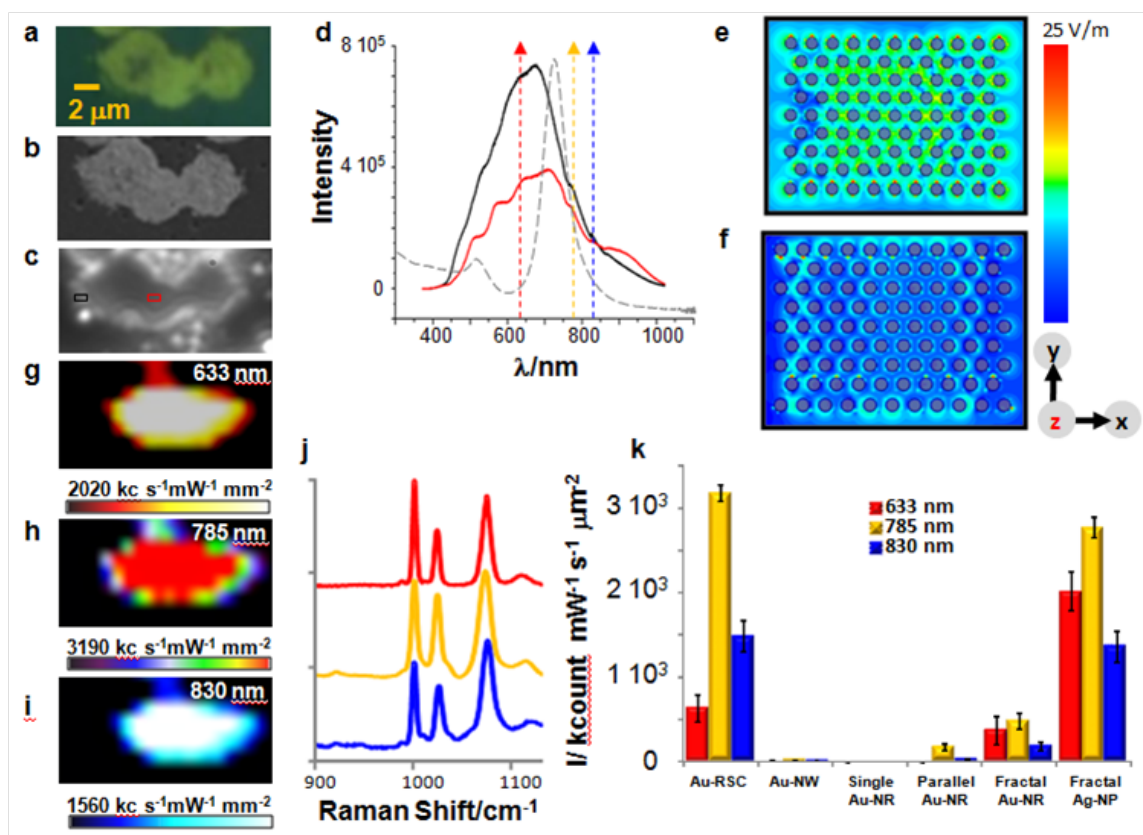 a
2 μm
b
c
d
8 10⁵
4 10⁵
0
Intensity
400 600 800 1000
λ/nm
e
25 V/m
f
y
z x
g
633 nm
2020 kc s⁻¹mW⁻¹ mm⁻²
h
785 nm
3190 kc s⁻¹mW⁻¹ mm⁻²
i
830 nm
1560 kc s⁻¹mW⁻¹ mm⁻²
j
900 1000 1100
Raman Shift/cm⁻¹
k
I/ kcount mW⁻¹ s⁻¹ μm⁻²
3 10³
2 10³
1 10³
0
633 nm
785 nm
830 nm
Au-RSC Au-NW Single Parallel Fractal Fractal
Au-NR Au-NR Au-NR Ag-NP